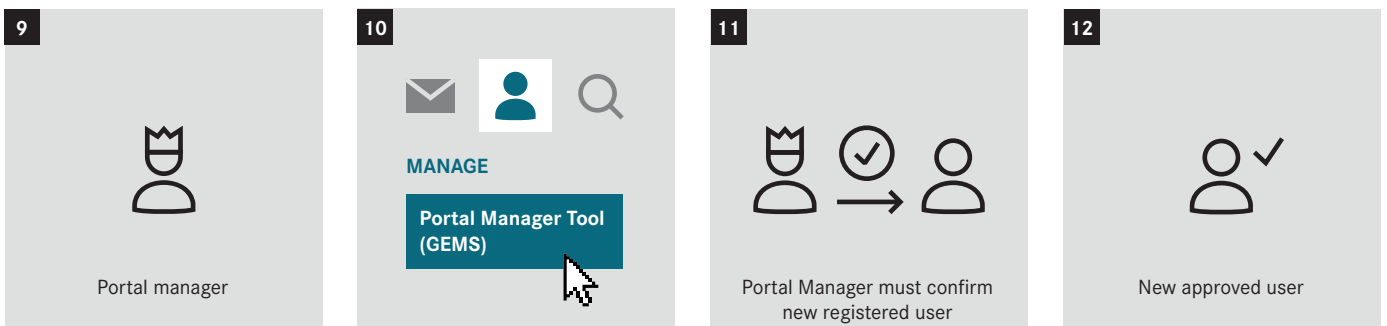 9
Portal manager
10
MANAGE
Portal Manager Tool
(GEMS)
11
Portal Manager must confirm
new registered user
12
New approved user